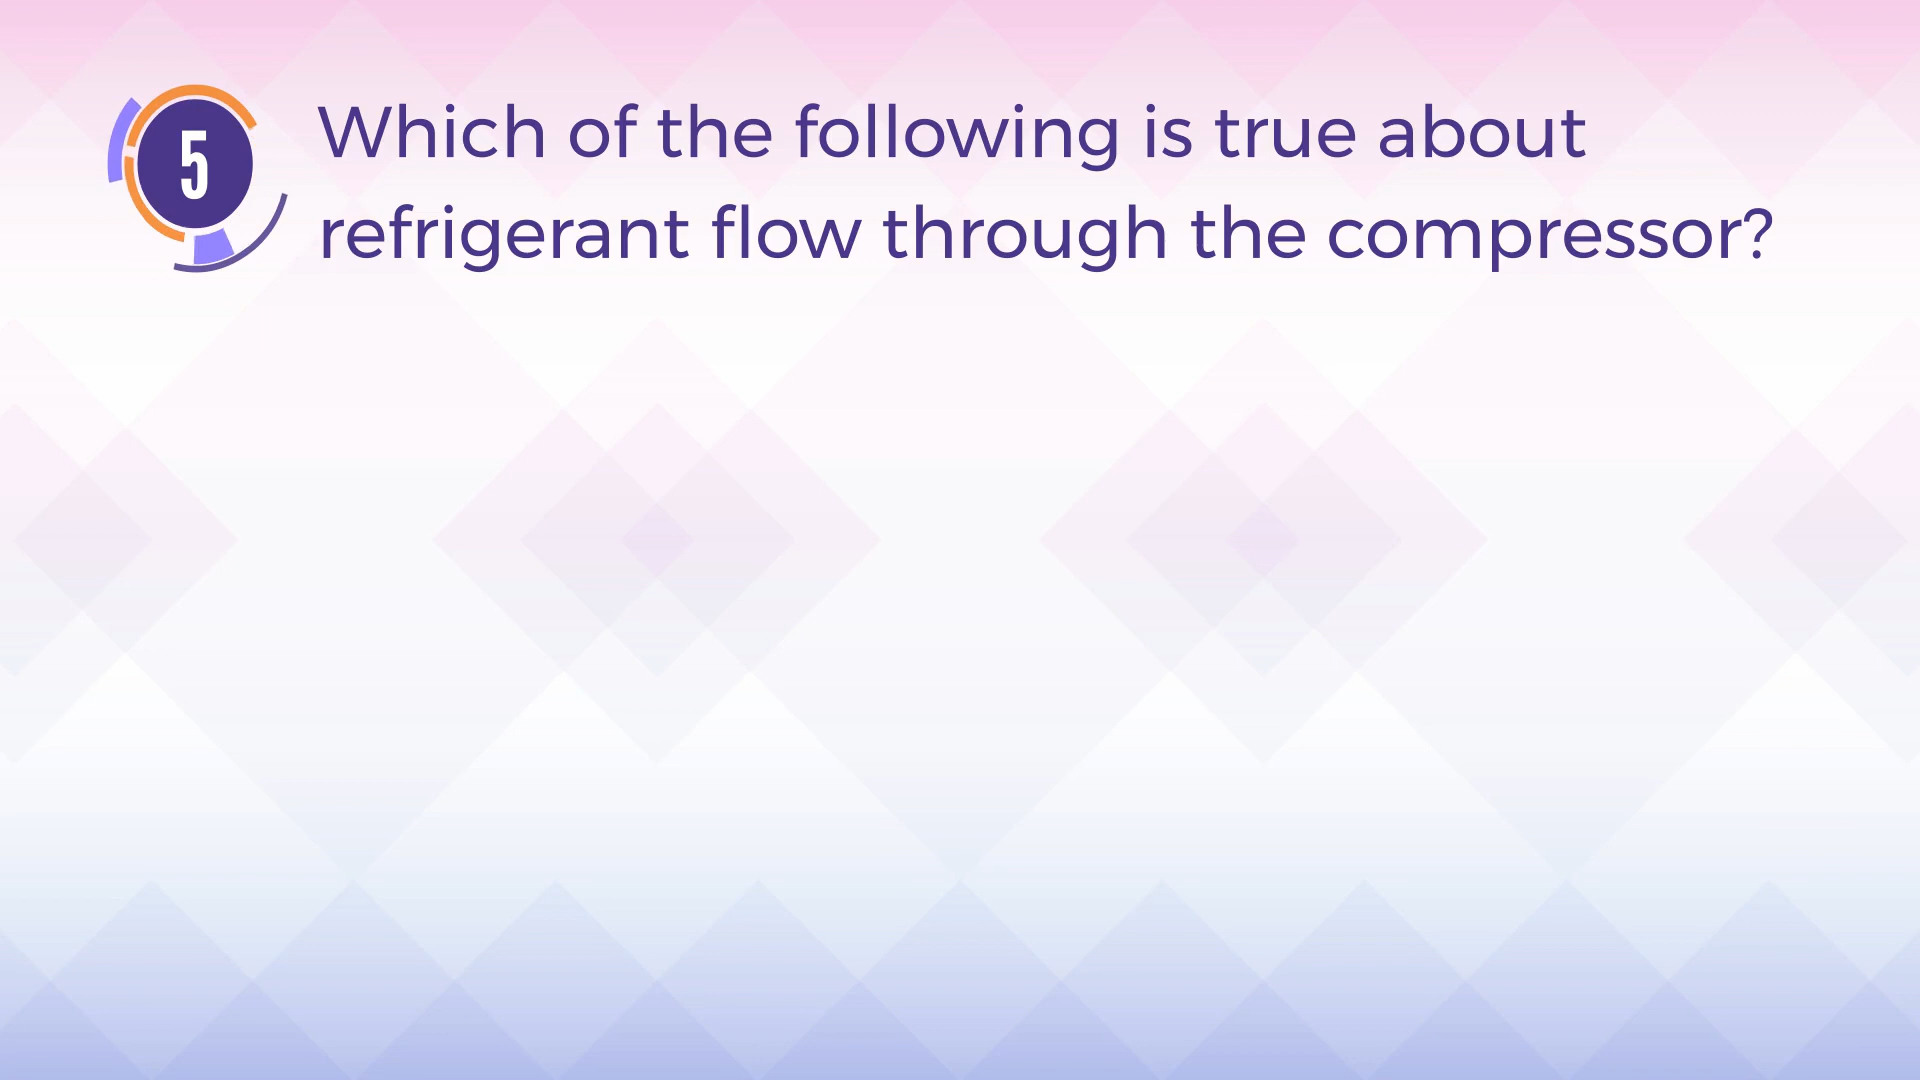 5
Which of the following is true about
refrigerant flow through the compressor?